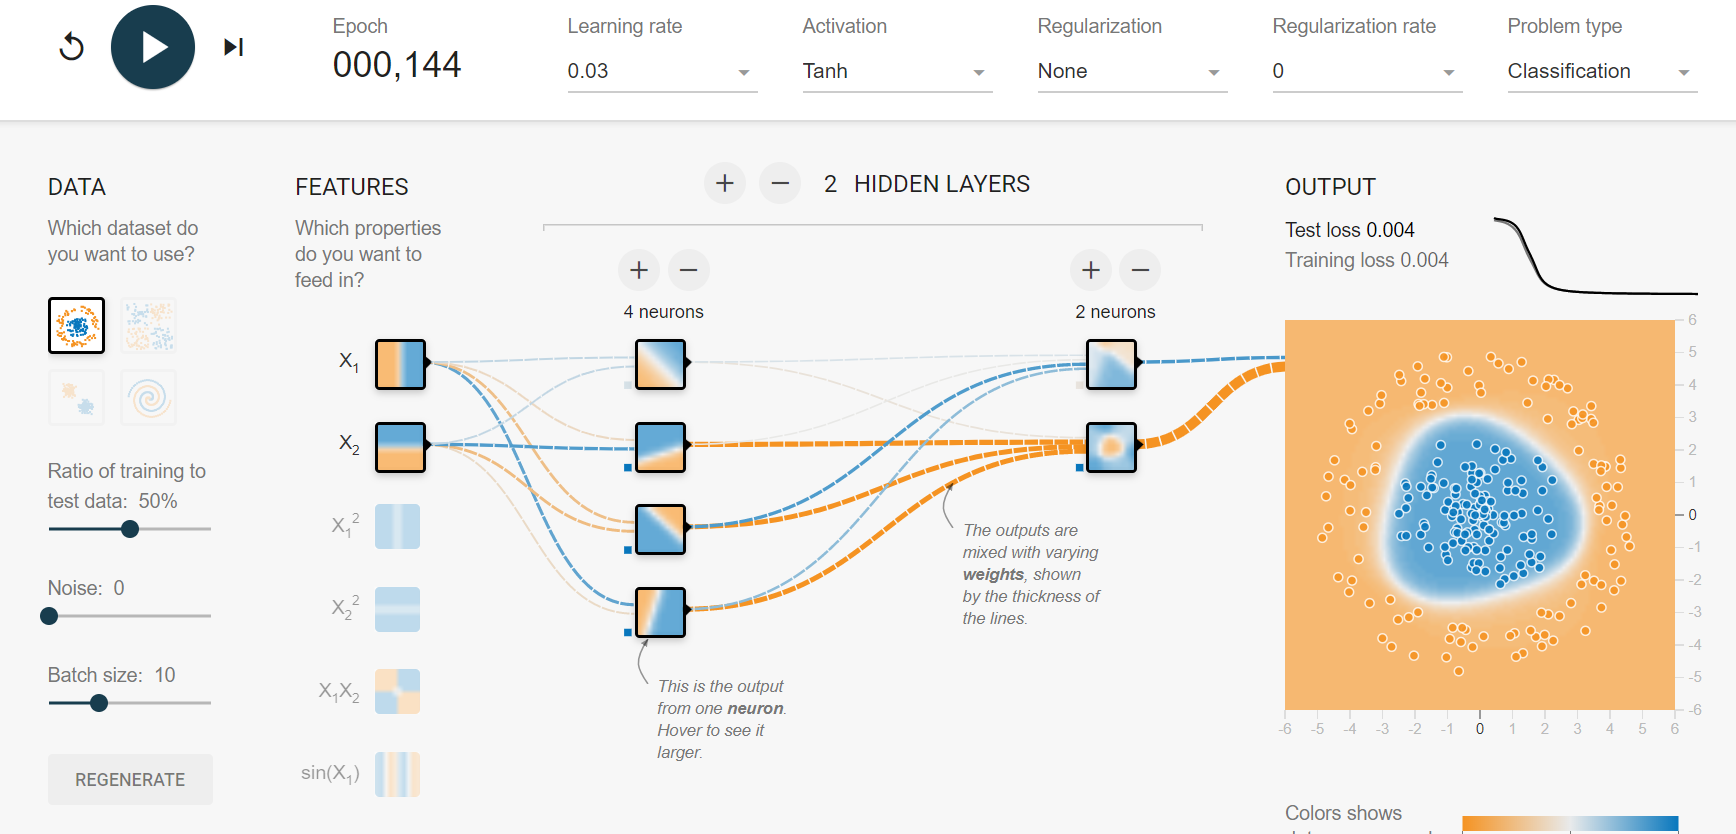 Epoch
000,144
Learning rate
0.03
Activation
Tanh
Regularization
None
Regularization rate
0
Problem type
Classification
DATA
Which dataset do
you want to use?
Ratio of training to
test data: 50%
Noise: 0
Batch size: 10
REGENERATE
FEATURES
Which properties
do you want to
feed in?
X1
X2
X1²
X2²
X1X2
sin(X1)
+ − 2 HIDDEN LAYERS
+ −
4 neurons
+ −
2 neurons
This is the output
from one neuron.
Hover to see it
larger.
The outputs are
mixed with varying
weights, shown
by the thickness of
the lines.
OUTPUT
Test loss 0.004
Training loss 0.004
6
5
4
3
2
1
0
-1
-2
-3
-4
-5
-6
-6 -5 -4 -3 -2 -1 0 1 2 3 4 5 6
Colors shows